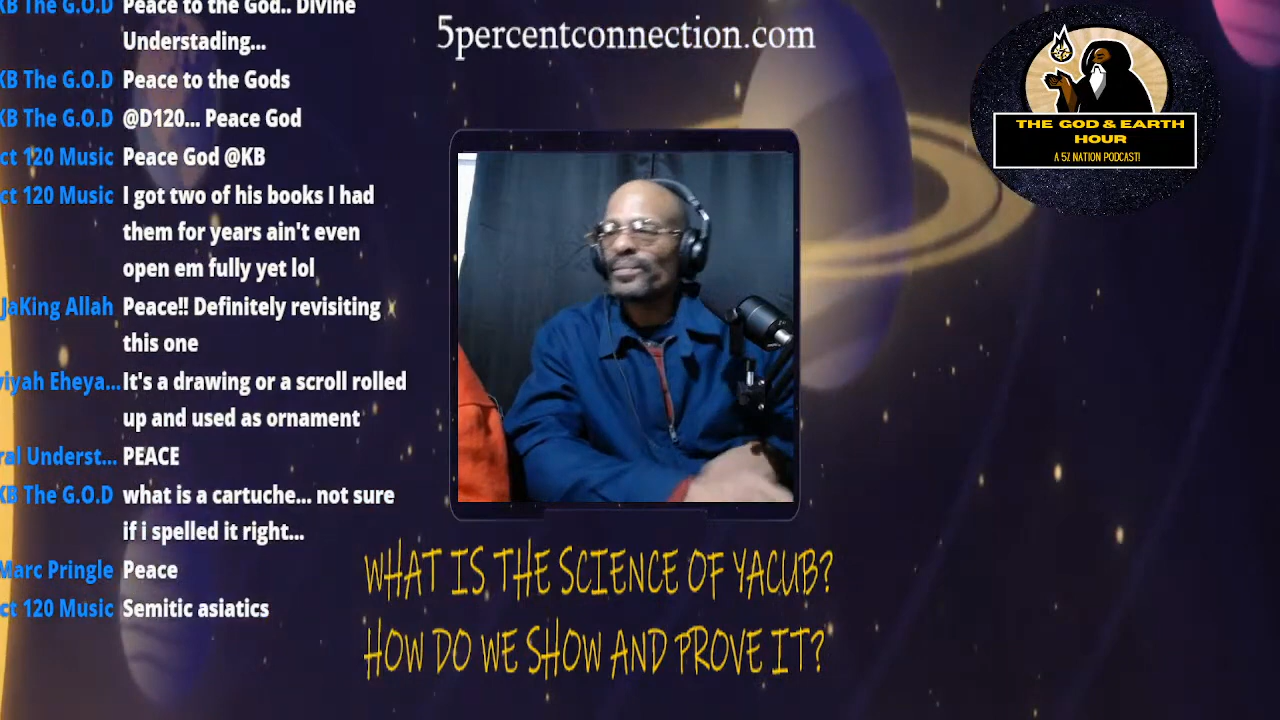 KB The G.O.D Peace to the God.. Divine
Understading...
KB The G.O.D Peace to the Gods
KB The G.O.D @D120... Peace God
ct 120 Music Peace God @KB
ct 120 Music I got two of his books I had
them for years ain't even
open em fully yet lol
JaKing Allah Peace!! Definitely revisiting
this one
viyah Eheya... It's a drawing or a scroll rolled
up and used as ornament
ral Underst... PEACE
KB The G.O.D what is a cartuche... not sure
if i spelled it right...
Marc Pringle Peace
ct 120 Music Semitic asiatics
5percentconnection.com
THE GOD & EARTH
HOUR
A 5% NATION PODCAST!
WHAT IS THE SCIENCE OF YACUB?
HOW DO WE SHOW AND PROVE IT?